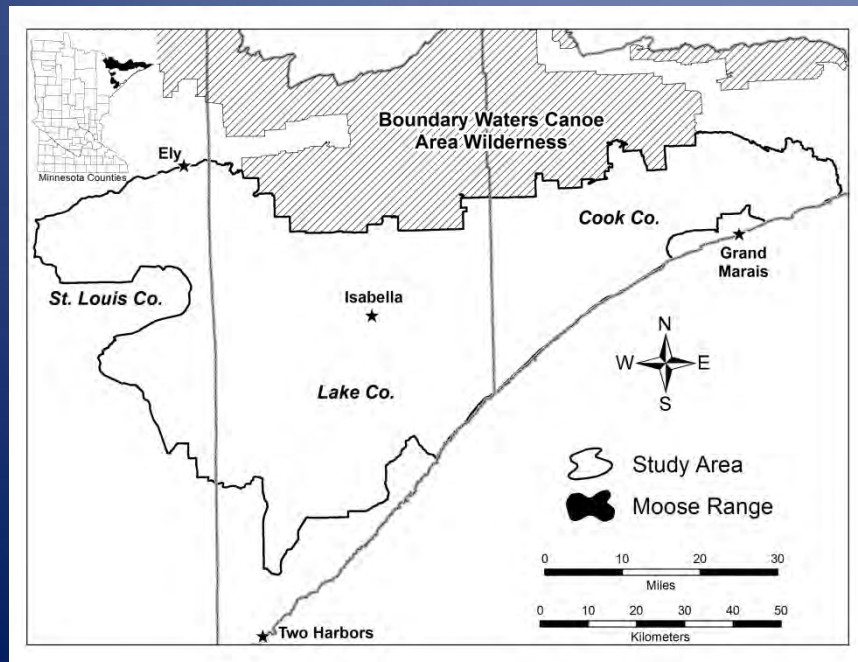 Boundary Waters Canoe
Area Wilderness
Ely
Minnesota Counties
Cook Co.
Grand
Marais
St. Louis Co.
Isabella
N
W E
S
Lake Co.
Study Area
Moose Range
0 10 20 30
Miles
0 10 20 30 40 50
Kilometers
Two Harbors